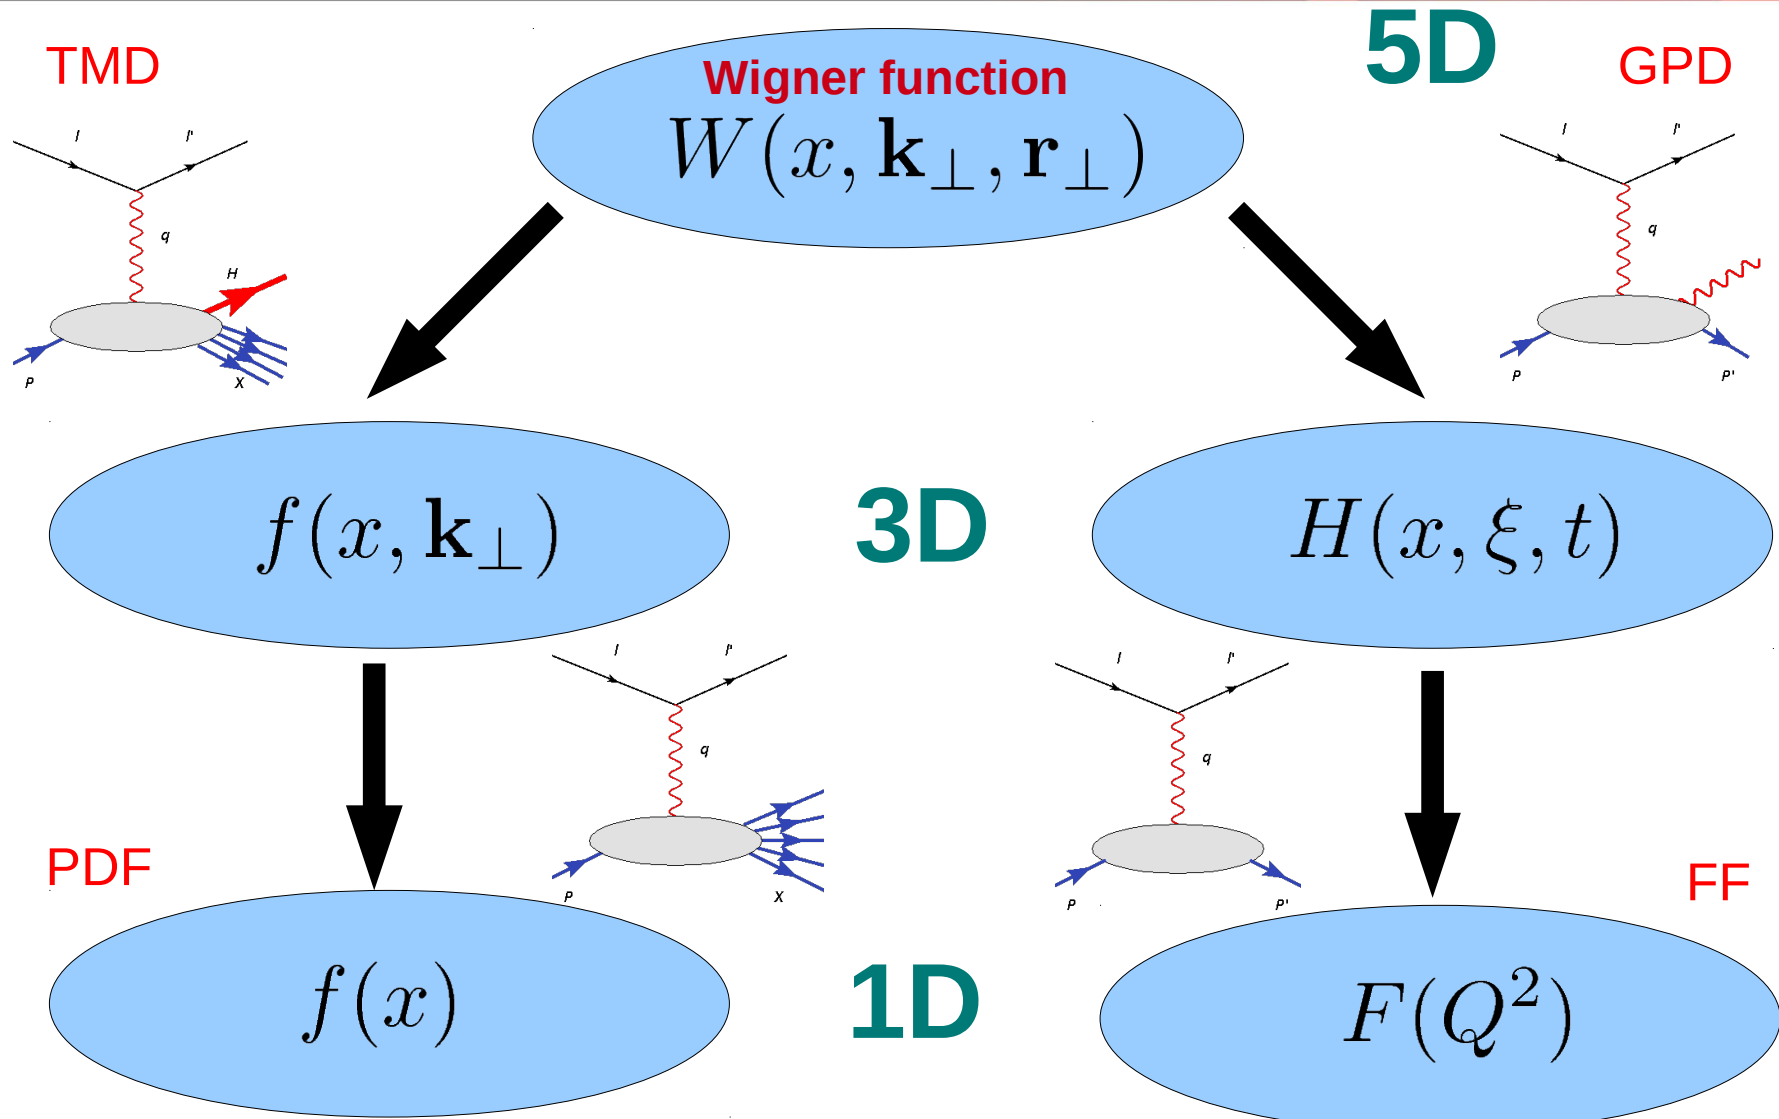 5D
TMD
GPD
Wigner function
W(x, k⊥, r⊥)
l l'
q
H
P X
l l'
q
P P'
f(x, k⊥)
3D
H(x, ξ, t)
l l'
q
P X
l l'
q
P P'
PDF
FF
f(x)
1D
F(Q²)